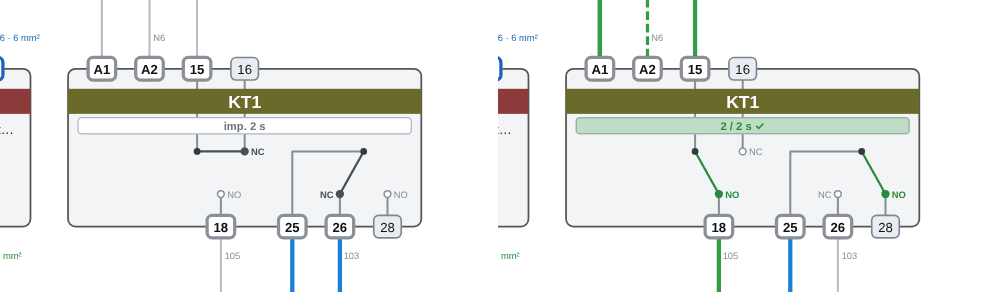 6 - 6 mm²
N6
A1 A2 15 16
KT1
imp. 2 s
NC
NO NC NO
18 25 26 28
mm²
105
103
6 - 6 mm²
N6
A1 A2 15 16
KT1
2 / 2 s ✓
NC
NO NC NO
18 25 26 28
mm²
105
103